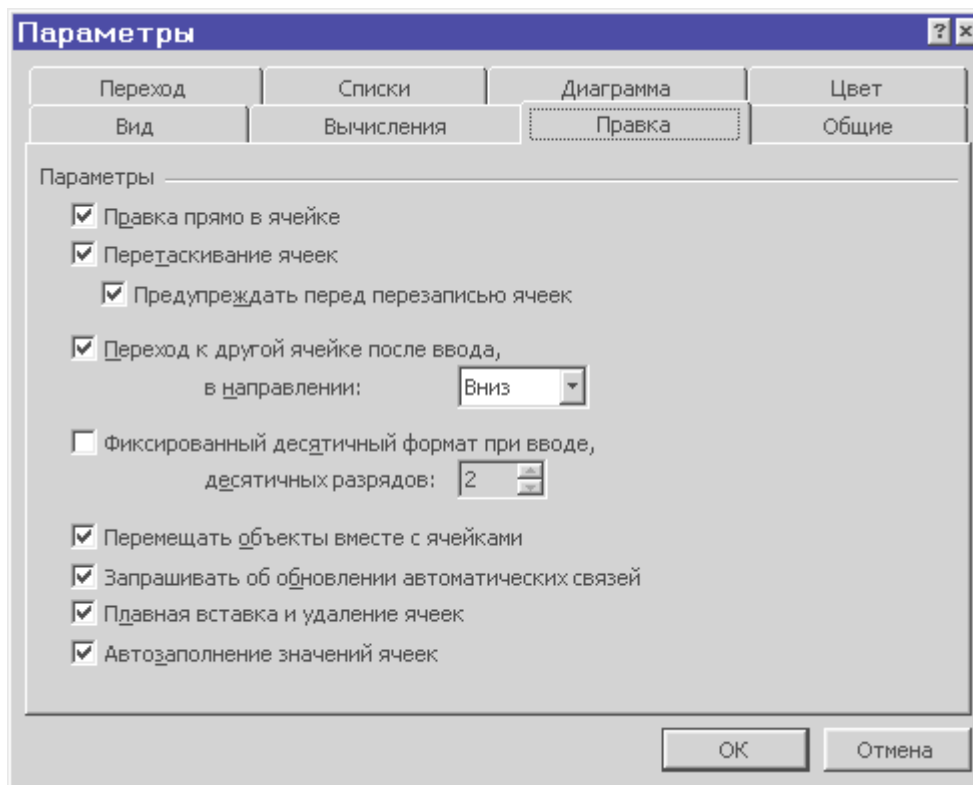 Параметры
Переход Списки Диаграмма Цвет
Вид Вычисления Правка Общие
Параметры
Правка прямо в ячейке
Перетаскивание ячеек
Предупреждать перед перезаписью ячеек
Переход к другой ячейке после ввода,
в направлении: Вниз
Фиксированный десятичный формат при вводе,
десятичных разрядов: 2
Перемещать объекты вместе с ячейками
Запрашивать об обновлении автоматических связей
Плавная вставка и удаление ячеек
Автозаполнение значений ячеек
ОК Отмена